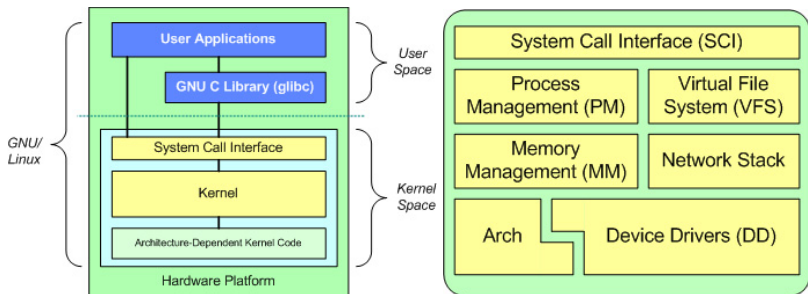 GNU/
Linux
User Applications
GNU C Library (glibc)
System Call Interface
Kernel
Architecture-Dependent Kernel Code
Hardware Platform
User
Space
Kernel
Space
System Call Interface (SCI)
Process
Management (PM)
Virtual File
System (VFS)
Memory
Management (MM)
Network Stack
Arch
Device Drivers (DD)